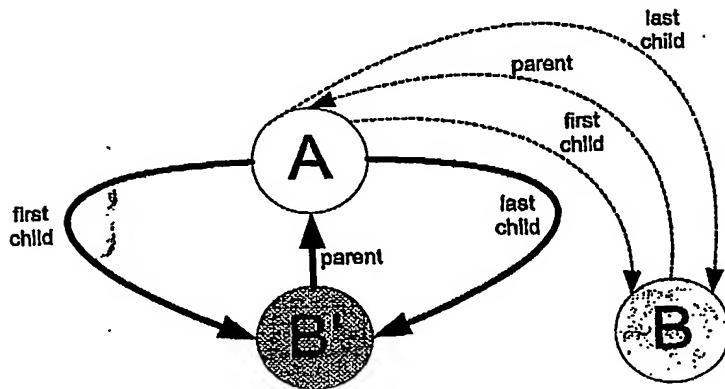 last
child
parent
first
child
A
first
child
last
child
parent
B'
B